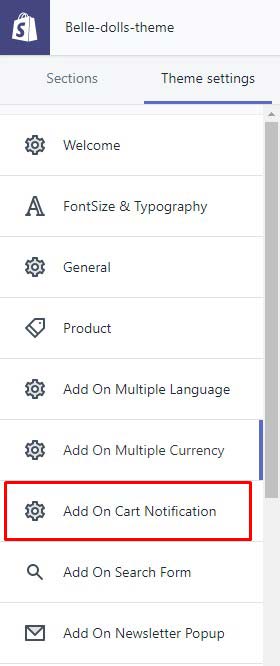 Belle-dolls-theme
Sections Theme settings
Welcome
FontSize & Typography
General
Product
Add On Multiple Language
Add On Multiple Currency
Add On Cart Notification
Add On Search Form
Add On Newsletter Popup